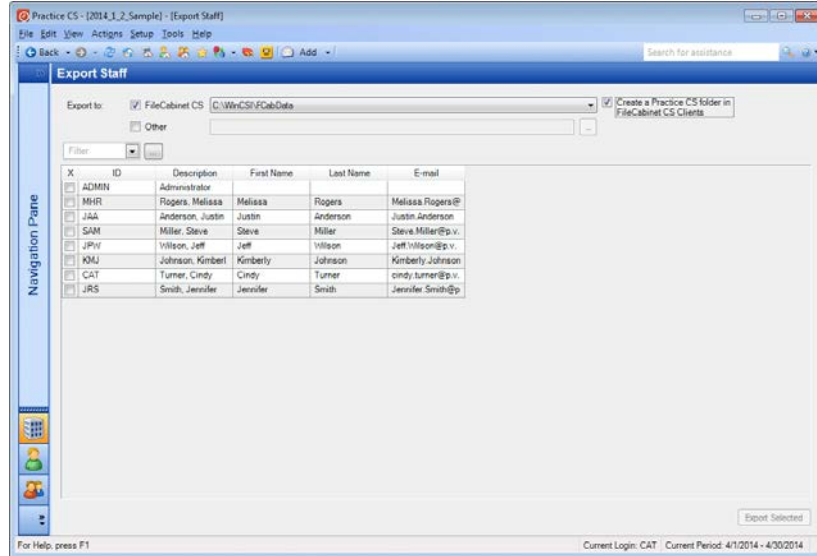 Practice CS - [2014_1_2_Sample] - [Export Staff]
File Edit View Actions Setup Tools Help
Back Add Search for assistance
Export Staff
Export to: FileCabinet CS C:\WinCSI\FCabData Create a Practice CS folder in
FileCabinet CS Clients
Other ...
Filter ...
X ID Description First Name Last Name E-mail
ADMIN Administrator
MHR Rogers, Melissa Melissa Rogers Melissa.Rogers@
JAA Anderson, Justin Justin Anderson Justin.Anderson
SAM Miller, Steve Steve Miller Steve.Miller@p.v.
JPW Wilson, Jeff Jeff Wilson Jeff.Wilson@p.v.
KMJ Johnson, Kimberl Kimberly Johnson Kimberly.Johnson
CAT Turner, Cindy Cindy Turner cindy.turner@p.v.
JRS Smith, Jennifer Jennifer Smith Jennifer.Smith@p
Navigation Pane
Export Selected
For Help, press F1 Current Login: CAT Current Period: 4/1/2014 - 4/30/2014